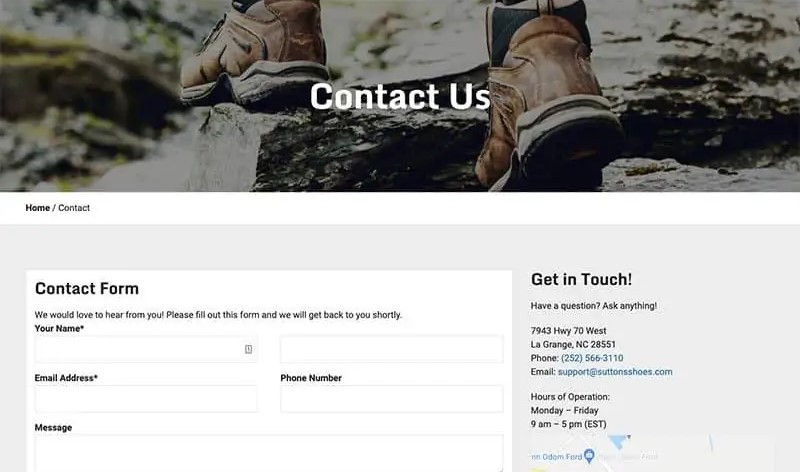 Contact Us
Home / Contact
Contact Form
We would love to hear from you! Please fill out this form and we will get back to you shortly.
Your Name*
Email Address*
Phone Number
Message
Get in Touch!
Have a question? Ask anything!
7943 Hwy 70 West
La Grange, NC 28551
Phone: (252) 566-3110
Email: support@suttonsshoes.com
Hours of Operation:
Monday – Friday
9 am – 5 pm (EST)
nn Odom Ford